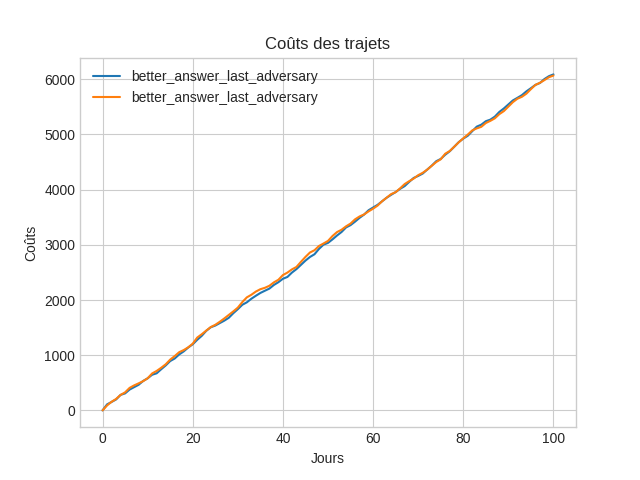 Coûts des trajets
better_answer_last_adversary
better_answer_last_adversary
6000
5000
4000
3000
2000
1000
0
Coûts
0 20 40 60 80 100
Jours